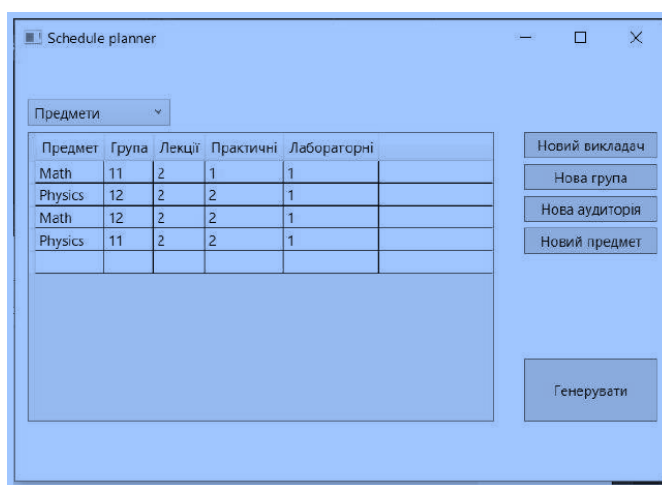 Schedule planner
Предмети
Предмет Група Лекції Практичні Лабораторні
Math 11 2 1 1
Physics 12 2 2 1
Math 12 2 2 1
Physics 11 2 2 1
Новий викладач
Нова група
Нова аудиторія
Новий предмет
Генерувати